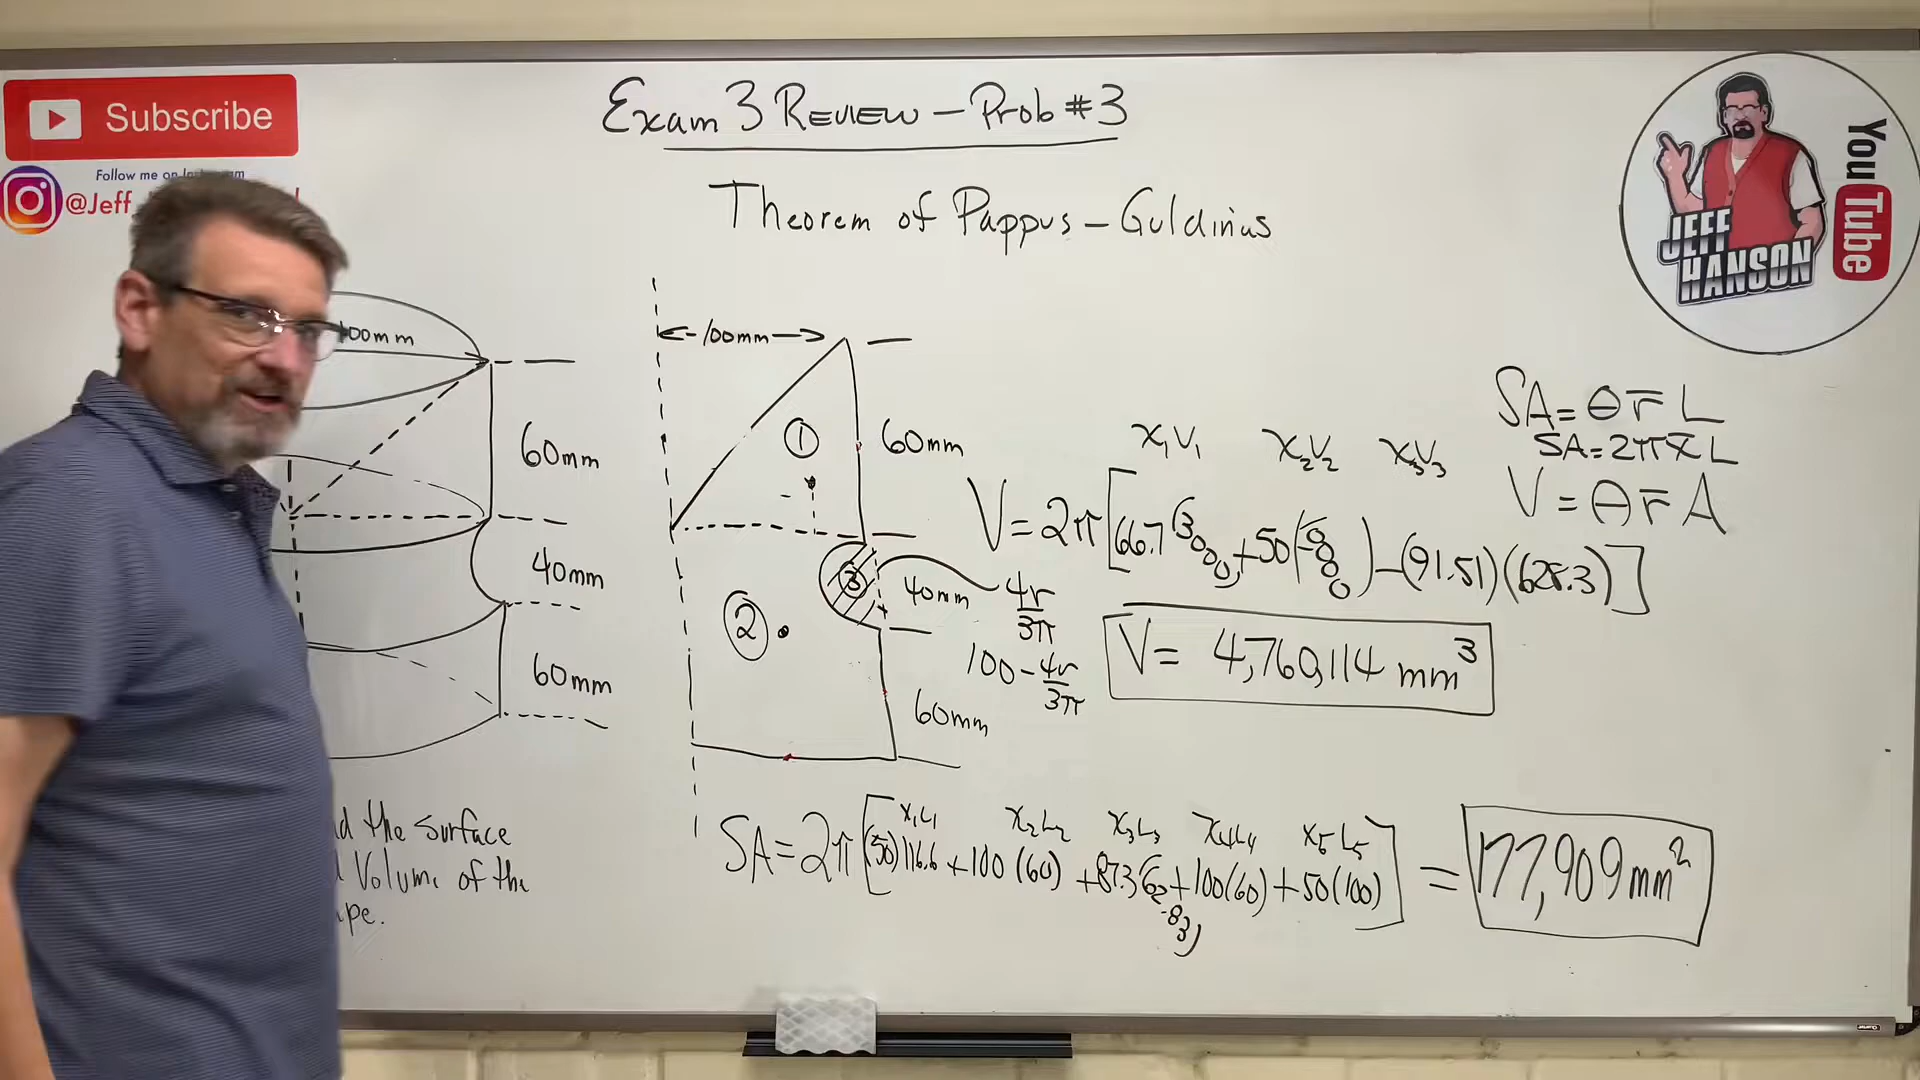 Subscribe
Follow me on
@Jeff
Exam 3 REVIEW - Prob #3
Theorem of Pappus - Guldinus
YouTube
JEFF
HANSON
100mm
60mm
40mm
60mm
100mm
①
60mm
③
40mm
②
60mm
4r/3π
100 - 4r/3π
SA = θ r̄ L
SA = 2π x̄ L
V = θ r̄ A
x₁V₁ x₂V₂ x₃V₃
V = 2π[66.7(3000) + 50(10000) - (91.51)(628.3)]
V = 4,760,114 mm³
the surface
Volume of the
x₁L₁ x₂L₂ x₃L₃ x₄L₄ x₅L₅
SA = 2π[(50)116.6 + 100(60) + 87.3(62.83) + 100(60) + 50(100)] = 177,909 mm²